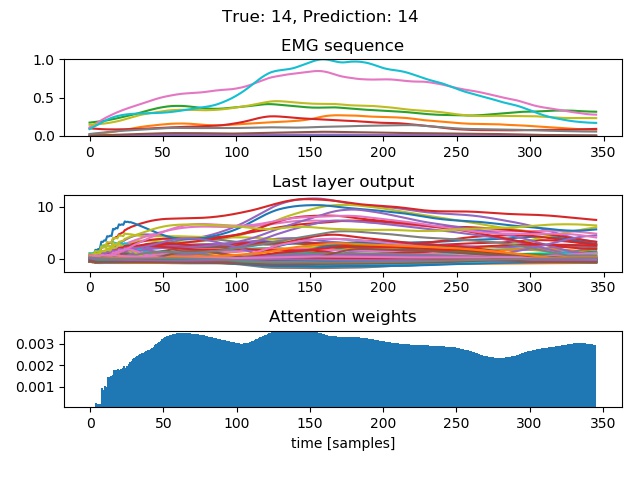 True: 14, Prediction: 14
EMG sequence
1.0
0.5
0.0
0 50 100 150 200 250 300 350
Last layer output
10
0
0 50 100 150 200 250 300 350
Attention weights
0.003
0.002
0.001
0 50 100 150 200 250 300 350
time [samples]